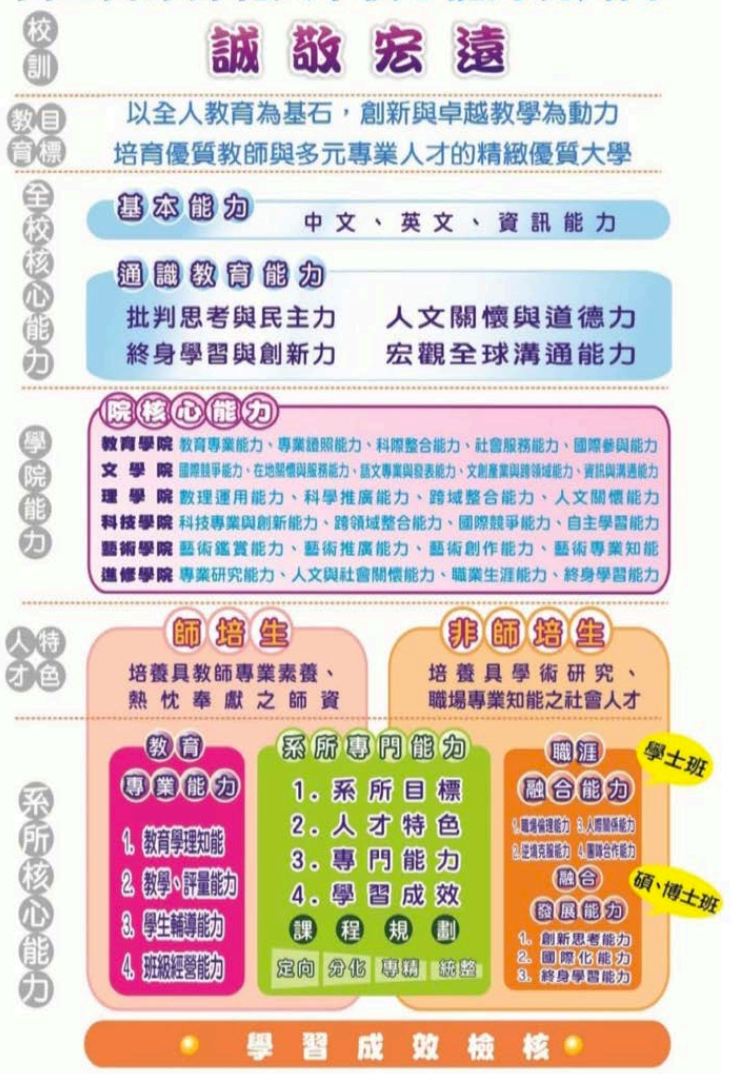 校訓
誠敬宏遠
教育目標
以全人教育為基石，創新與卓越教學為動力
培育優質教師與多元專業人才的精緻優質大學
全校核心能力
基本能力
中文、英文、資訊能力
通識教育能力
批判思考與民主力 人文關懷與道德力
終身學習與創新力 宏觀全球溝通能力
學院能力
院核心能力
教育學院 教育專業能力、專業證照能力、科際整合能力、社會服務能力、國際參與能力
文學院 國際競爭能力、在地關懷與服務能力、語文專業與發表能力、文創產業與跨領域能力、資訊與溝通能力
理學院 數理運用能力、科學推廣能力、跨域整合能力、人文關懷能力
科技學院 科技專業與創新能力、跨領域整合能力、國際競爭能力、自主學習能力
藝術學院 藝術鑑賞能力、藝術推廣能力、藝術創作能力、藝術專業知能
進修學院 專業研究能力、人文與社會關懷能力、職業生涯能力、終身學習能力
特色人才
師培生
培養具教師專業素養、
熱忱奉獻之師資
非師培生
培養具學術研究、
職場專業知能之社會人才
系所核心能力
教育
專業能力
1. 教育學理知能
2. 教學、評量能力
3. 學生輔導能力
4. 班級經營能力
系所專門能力
1. 系所目標
2. 人才特色
3. 專門能力
4. 學習成效
課程規劃
定向 分化 專精 統整
職涯
融合能力
學士班
1.職場倫理能力 3.人際關係能力
2.逆境克服能力 4.團隊合作能力
融合
發展能力
碩、博士班
1. 創新思考能力
2. 國際化能力
3. 終身學習能力
學習成效檢核